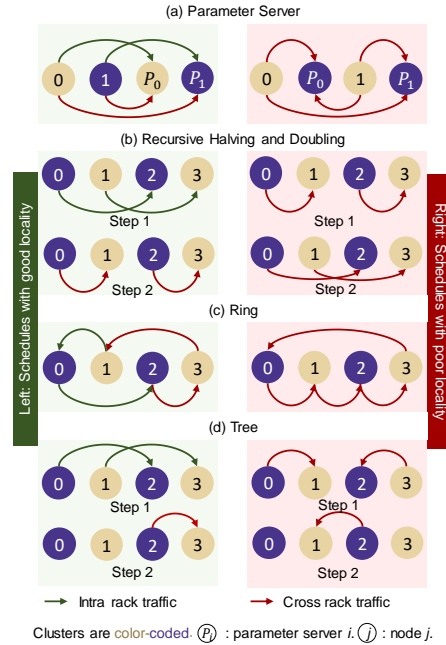 (a) Parameter Server
0 1 P0 P1
0 P0 1 P1
(b) Recursive Halving and Doubling
0 1 2 3
Step 1
0 1 2 3
Step 2
0 1 2 3
Step 1
0 1 2 3
Step 2
(c) Ring
0 1 2 3
0 1 2 3
(d) Tree
0 1 2 3
Step 1
0 1 2 3
Step 2
0 1 2 3
Step 1
0 1 2 3
Step 2
Left: Schedules with good locality
Right: Schedules with poor locality
Intra rack traffic
Cross rack traffic
Clusters are color-coded. Pi : parameter server i. j : node j.